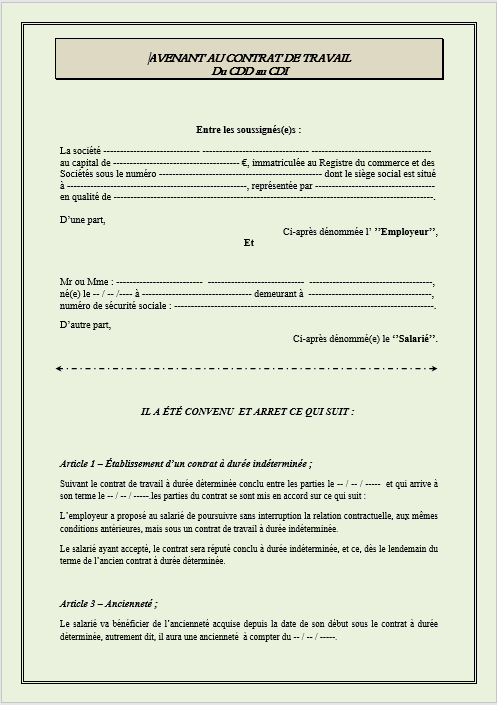 AVENANT AU CONTRAT DE TRAVAIL
Du CDD au CDI
Entre les soussigné(e)s :
La société ---------------------------- ------------------------------- -----------------------------------
au capital de ------------------------------------- €, immatriculée au Registre du commerce et des
Sociétés sous le numéro ----------------------------------------------- dont le siège social est situé
à ----------------------------------------------------, représentée par -----------------------------------
en qualité de ---------------------------------------------------------------------------------------------.
D’une part,
Ci-après dénommée l’ ’’Employeur’’,
Et
Mr ou Mme : ------------------------- ---------------------------- ------------------------------------,
né(e) le -- / -- /---- à -------------------------------- demeurant à ------------------------------------,
numéro de sécurité sociale : ----------------------------------------------------------------------------.
D’autre part,
Ci-après dénommé(e) le ‘’Salarié’’.
IL A ÉTÉ CONVENU ET ARRET CE QUI SUIT :
Article 1 – Établissement d’un contrat à durée indéterminée ;
Suivant le contrat de travail à durée déterminée conclu entre les parties le -- / -- / ----- et qui arrive à
son terme le -- / -- / -----.les parties du contrat se sont mis en accord sur ce qui suit :
L’employeur a proposé au salarié de poursuivre sans interruption la relation contractuelle, aux mêmes
conditions antérieures, mais sous un contrat de travail à durée indéterminée.
Le salarié ayant accepté, le contrat sera réputé conclu à durée indéterminée, et ce, dès le lendemain du
terme de l’ancien contrat à durée déterminée.
Article 3 – Ancienneté ;
Le salarié va bénéficier de l’ancienneté acquise depuis la date de son début sous le contrat à durée
déterminée, autrement dit, il aura une ancienneté à compter du -- / -- / -----.